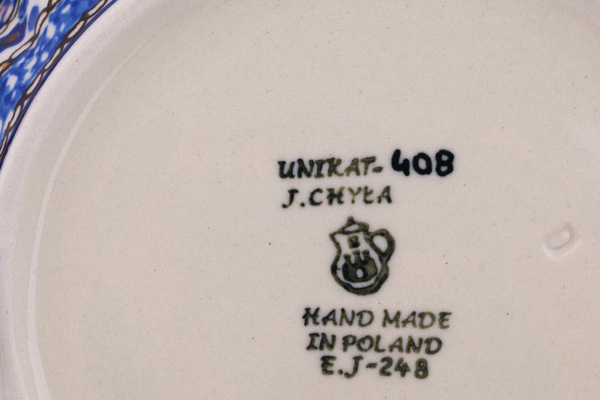 UNIKAT-408
J.CHYŁA
HAND MADE
IN POLAND
E.J-248